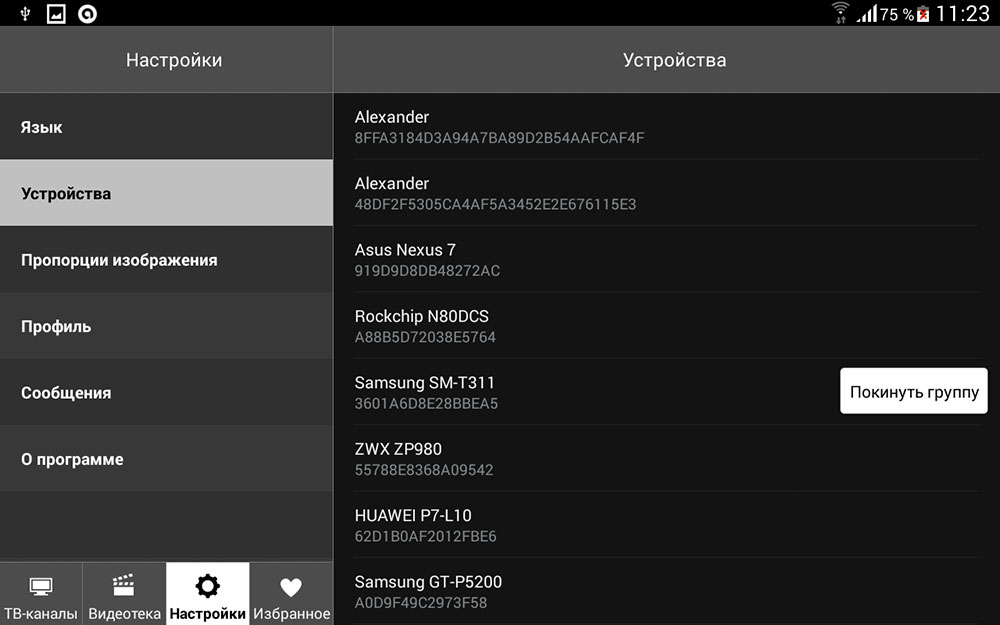 75 % 11:23
Настройки
Устройства
Язык
Устройства
Пропорции изображения
Профиль
Сообщения
О программе
Alexander
8FFA3184D3A94A7BA89D2B54AAFCAF4F
Alexander
48DF2F5305CA4AF5A3452E2E676115E3
Asus Nexus 7
919D9D8DB48272AC
Rockchip N80DCS
A88B5D72038E5764
Samsung SM-T311
3601A6D8E28BBEA5
Покинуть группу
ZWX ZP980
55788E8368A09542
HUAWEI P7-L10
62D1B0AF2012FBE6
Samsung GT-P5200
A0D9F49C2973F58
ТВ-каналы Видеотека Настройки Избранное